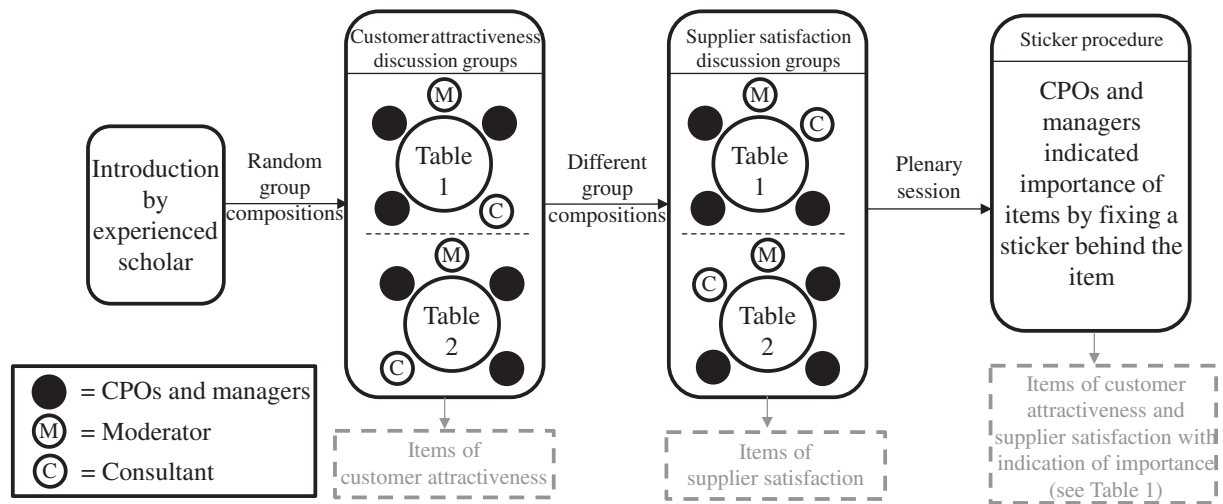 Introduction
by
experienced
scholar
Random
group
compositions
Customer attractiveness
discussion groups
M
Table
1
C
M
Table
2
C
Different
group
compositions
Supplier satisfaction
discussion groups
M
C
Table
1
M
C
Table
2
Plenary
session
Sticker procedure
CPOs and
managers
indicated
importance of
items by fixing a
sticker behind the
item
= CPOs and managers
M = Moderator
C = Consultant
Items of
customer attractiveness
Items of
supplier satisfaction
Items of customer
attractiveness and
supplier satisfaction with
indication of importance
(see Table 1)